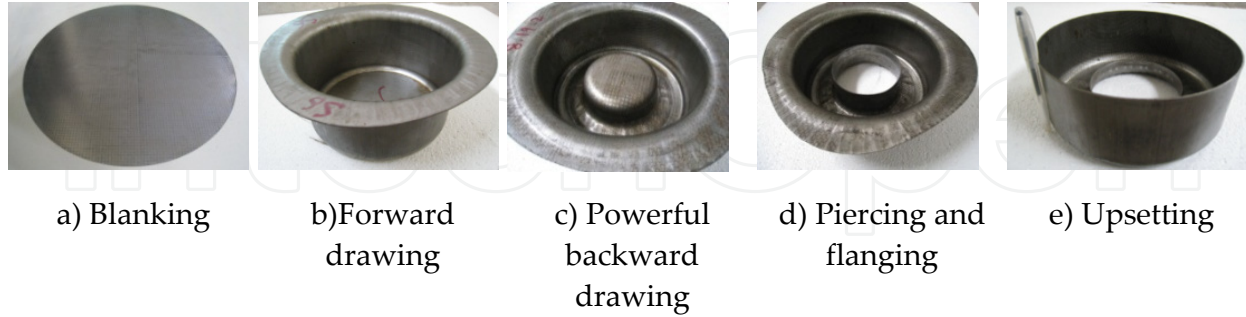 a) Blanking
b)Forward
drawing
c) Powerful
backward
drawing
d) Piercing and
flanging
e) Upsetting